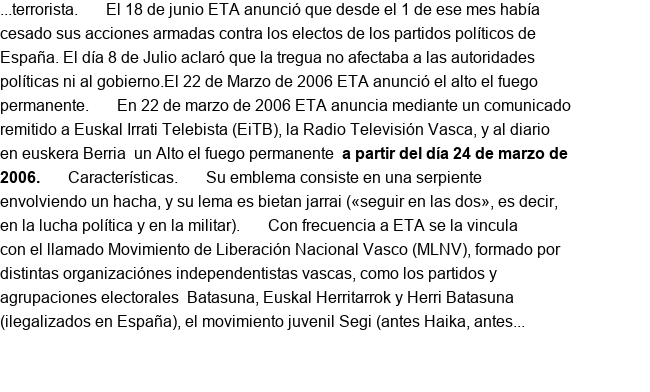 ...terrorista.  El 18 de junio ETA anunció que desde el 1 de ese mes había
cesado sus acciones armadas contra los electos de los partidos políticos de
España. El día 8 de Julio aclaró que la tregua no afectaba a las autoridades
políticas ni al gobierno.El 22 de Marzo de 2006 ETA anunció el alto el fuego
permanente.  En 22 de marzo de 2006 ETA anuncia mediante un comunicado
remitido a Euskal Irrati Telebista (EiTB), la Radio Televisión Vasca, y al diario
en euskera Berria  un Alto el fuego permanente  a partir del día 24 de marzo de
2006.  Características.  Su emblema consiste en una serpiente
envolviendo un hacha, y su lema es bietan jarrai («seguir en las dos», es decir,
en la lucha política y en la militar).  Con frecuencia a ETA se la vincula
con el llamado Movimiento de Liberación Nacional Vasco (MLNV), formado por
distintas organizaciónes independentistas vascas, como los partidos y
agrupaciones electorales  Batasuna, Euskal Herritarrok y Herri Batasuna
(ilegalizados en España), el movimiento juvenil Segi (antes Haika, antes...